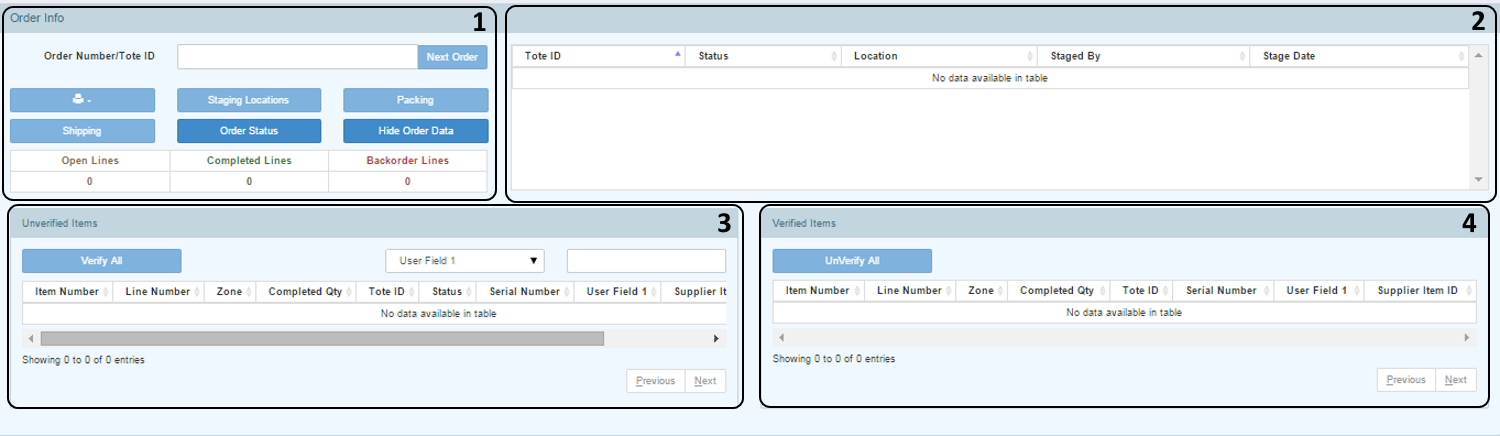 Order Info 1
Order Number/Tote ID Next Order
Staging Locations Packing
Shipping Order Status Hide Order Data
Open Lines Completed Lines Backorder Lines
0 0 0
2
Tote ID Status Location Staged By Stage Date
No data available in table
Unverified Items 3
Verify All User Field 1
Item Number Line Number Zone Completed Qty Tote ID Status Serial Number User Field 1 Supplier It
No data available in table
Showing 0 to 0 of 0 entries
Previous Next
Verified Items 4
UnVerify All
Item Number Line Number Zone Completed Qty Tote ID Serial Number User Field 1 Supplier Item ID
No data available in table
Showing 0 to 0 of 0 entries
Previous Next